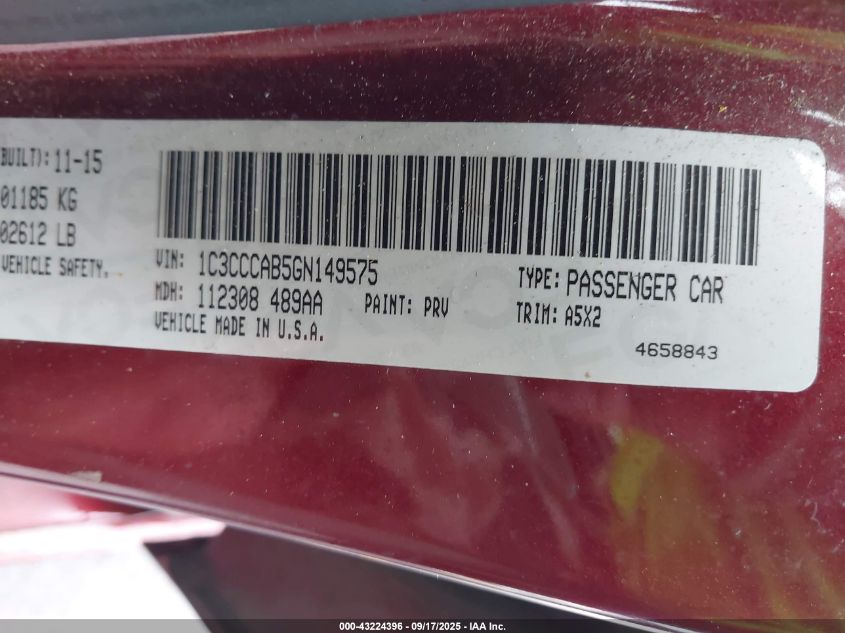 BUILT): 11-15
01185 KG
02612 LB
VEHICLE SAFETY.
VIN: 1C3CCCAB5GN149575
TYPE: PASSENGER CAR
MDH: 112308 489AA PAINT: PRV
TRIM: A5X2
VEHICLE MADE IN U.S.A.
4658843
000-43224396 - 09/17/2025 - IAA Inc.